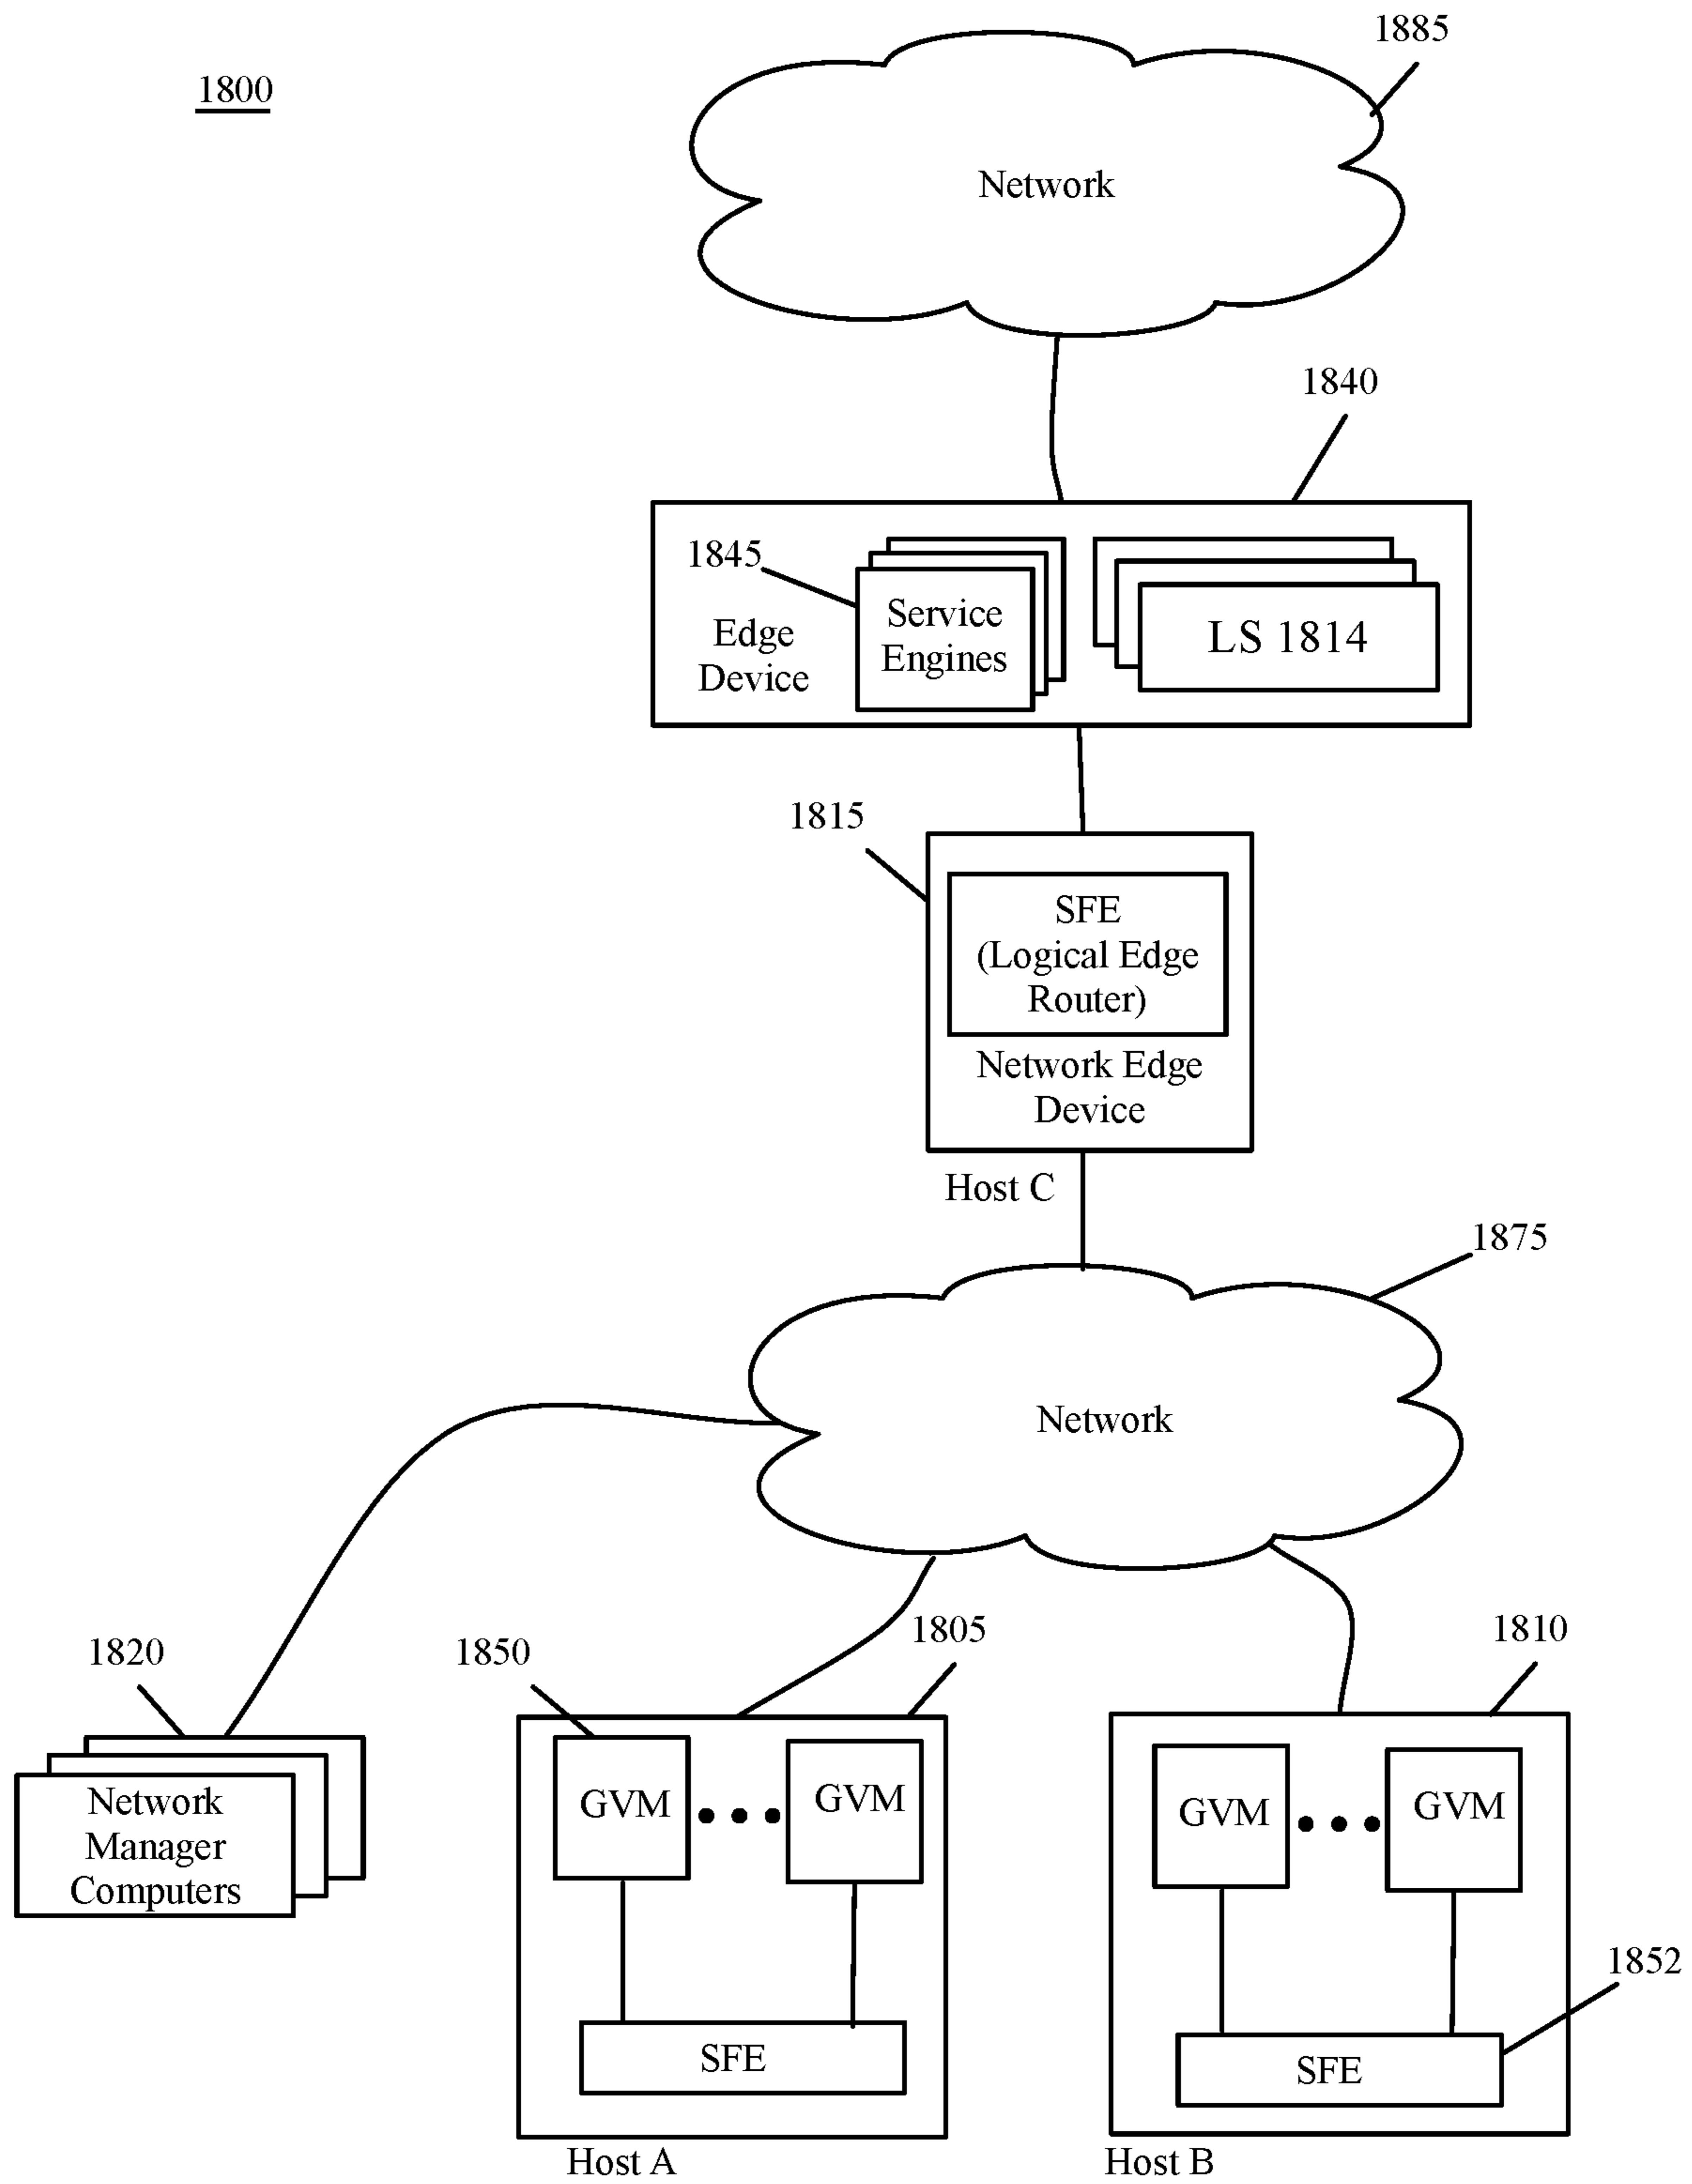 1885
1800
Network
1840
1845
Service
Engines
Edge
Device
LS 1814
1815
SFE
(Logical Edge
Router)
Network Edge
Device
Host C
1875
Network
1820
1850
1805
1810
Network
Manager
Computers
GVM
GVM
GVM
GVM
1852
SFE
SFE
Host A
Host B